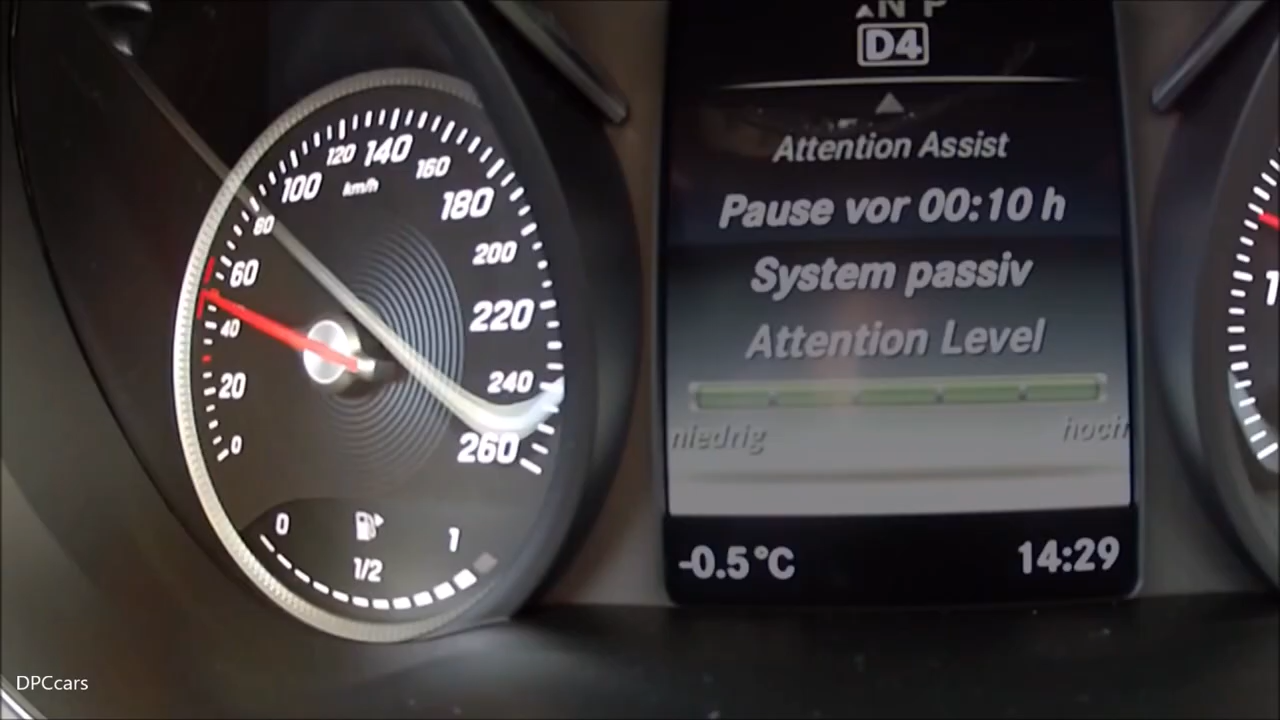 N P
D4
Attention Assist
Pause vor 00:10 h
System passiv
Attention Level
niedrig
hoch
-0.5°C
14:29
0
20
40
60
80
100
120
140
160
180
200
220
240
260
km/h
0
1/2
1
1
DPCcars